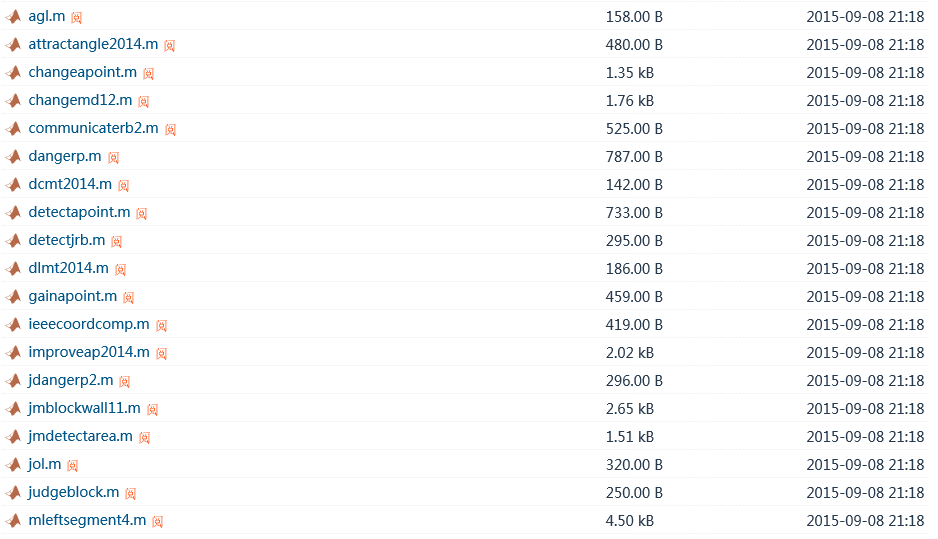 agl.m 阅 158.00 B 2015-09-08 21:18
attractangle2014.m 阅 480.00 B 2015-09-08 21:18
changeapoint.m 阅 1.35 kB 2015-09-08 21:18
changemd12.m 阅 1.76 kB 2015-09-08 21:18
communicaterb2.m 阅 525.00 B 2015-09-08 21:18
dangerp.m 阅 787.00 B 2015-09-08 21:18
dcmt2014.m 阅 142.00 B 2015-09-08 21:18
detectapoint.m 阅 733.00 B 2015-09-08 21:18
detectjrb.m 阅 295.00 B 2015-09-08 21:18
dlmt2014.m 阅 186.00 B 2015-09-08 21:18
gainapoint.m 阅 459.00 B 2015-09-08 21:18
ieeecoordcomp.m 阅 419.00 B 2015-09-08 21:18
improveap2014.m 阅 2.02 kB 2015-09-08 21:18
jdangerp2.m 阅 296.00 B 2015-09-08 21:18
jmblockwall11.m 阅 2.65 kB 2015-09-08 21:18
jmdetectarea.m 阅 1.51 kB 2015-09-08 21:18
jol.m 阅 320.00 B 2015-09-08 21:18
judgeblock.m 阅 250.00 B 2015-09-08 21:18
mleftsegment4.m 阅 4.50 kB 2015-09-08 21:18